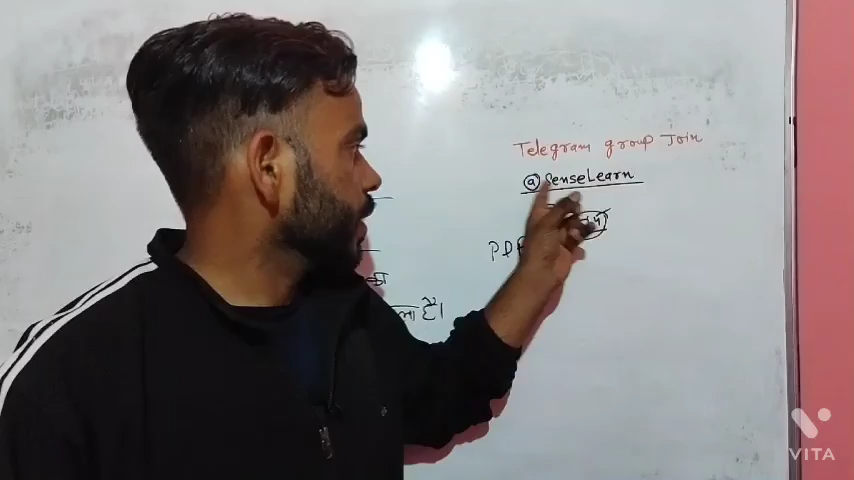 Telegram group Join
@SenseLearn
PDF
का
है।
VITA